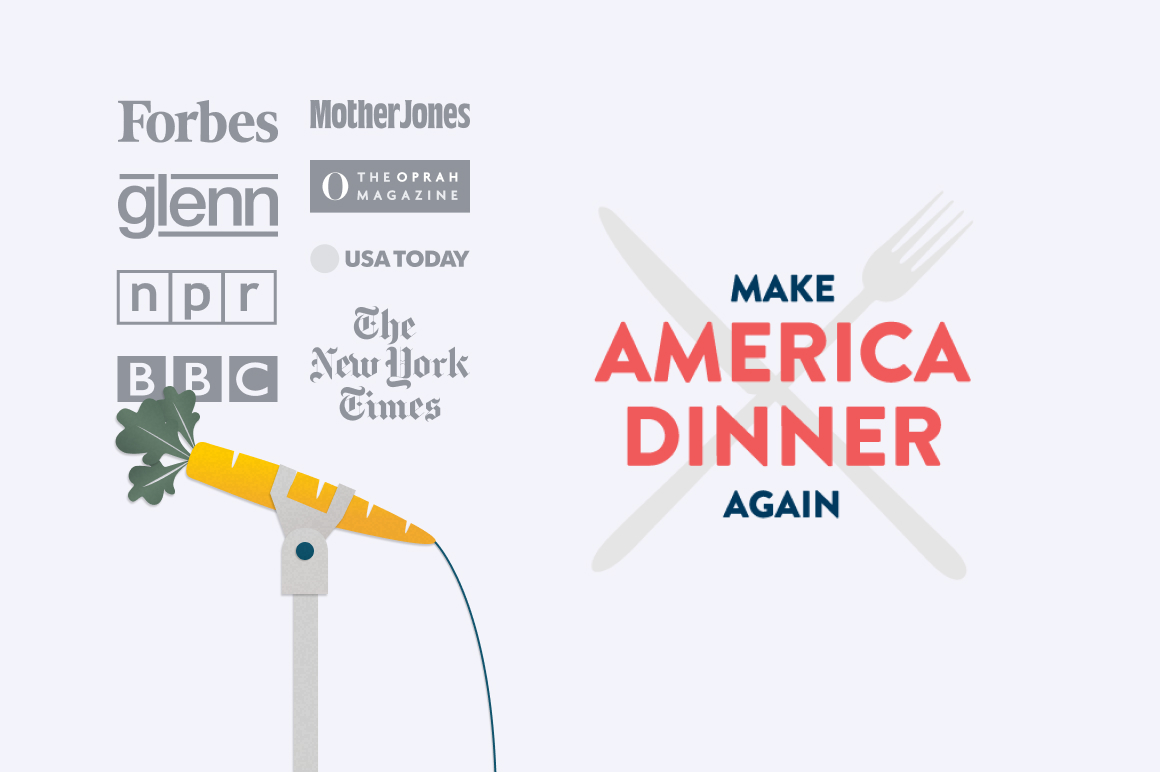 Forbes
glenn
npr
BBC
Mother Jones
O THE OPRAH
MAGAZINE
USA TODAY
The
New York
Times
MAKE
AMERICA
DINNER
AGAIN